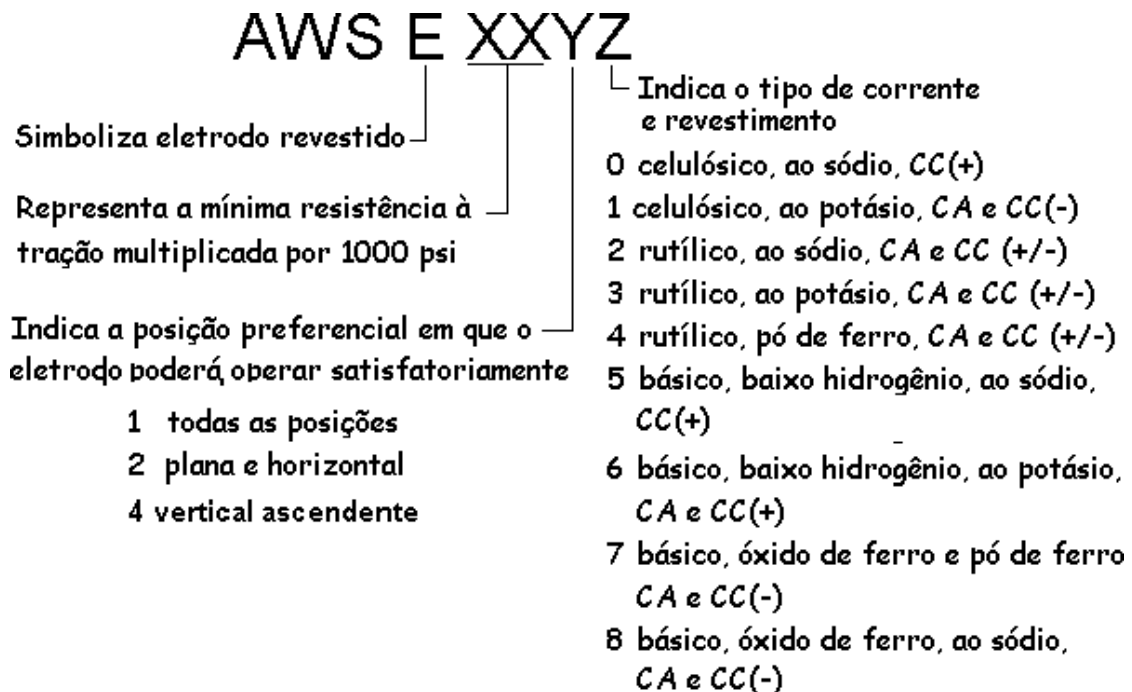 AWS E XXYZ
Simboliza eletrodo revestido
Representa a mínima resistência à
tração multiplicada por 1000 psi
Indica a posição preferencial em que o
eletrodo poderá operar satisfatoriamente
1 todas as posições
2 plana e horizontal
4 vertical ascendente
Indica o tipo de corrente
e revestimento
0 celulósico, ao sódio, CC(+)
1 celulósico, ao potásio, CA e CC(-)
2 rutílico, ao sódio, CA e CC (+/-)
3 rutílico, ao potásio, CA e CC (+/-)
4 rutílico, pó de ferro, CA e CC (+/-)
5 básico, baixo hidrogênio, ao sódio,
CC(+)
6 básico, baixo hidrogênio, ao potásio,
CA e CC(+)
7 básico, óxido de ferro e pó de ferro
CA e CC(-)
8 básico, óxido de ferro, ao sódio,
CA e CC(-)